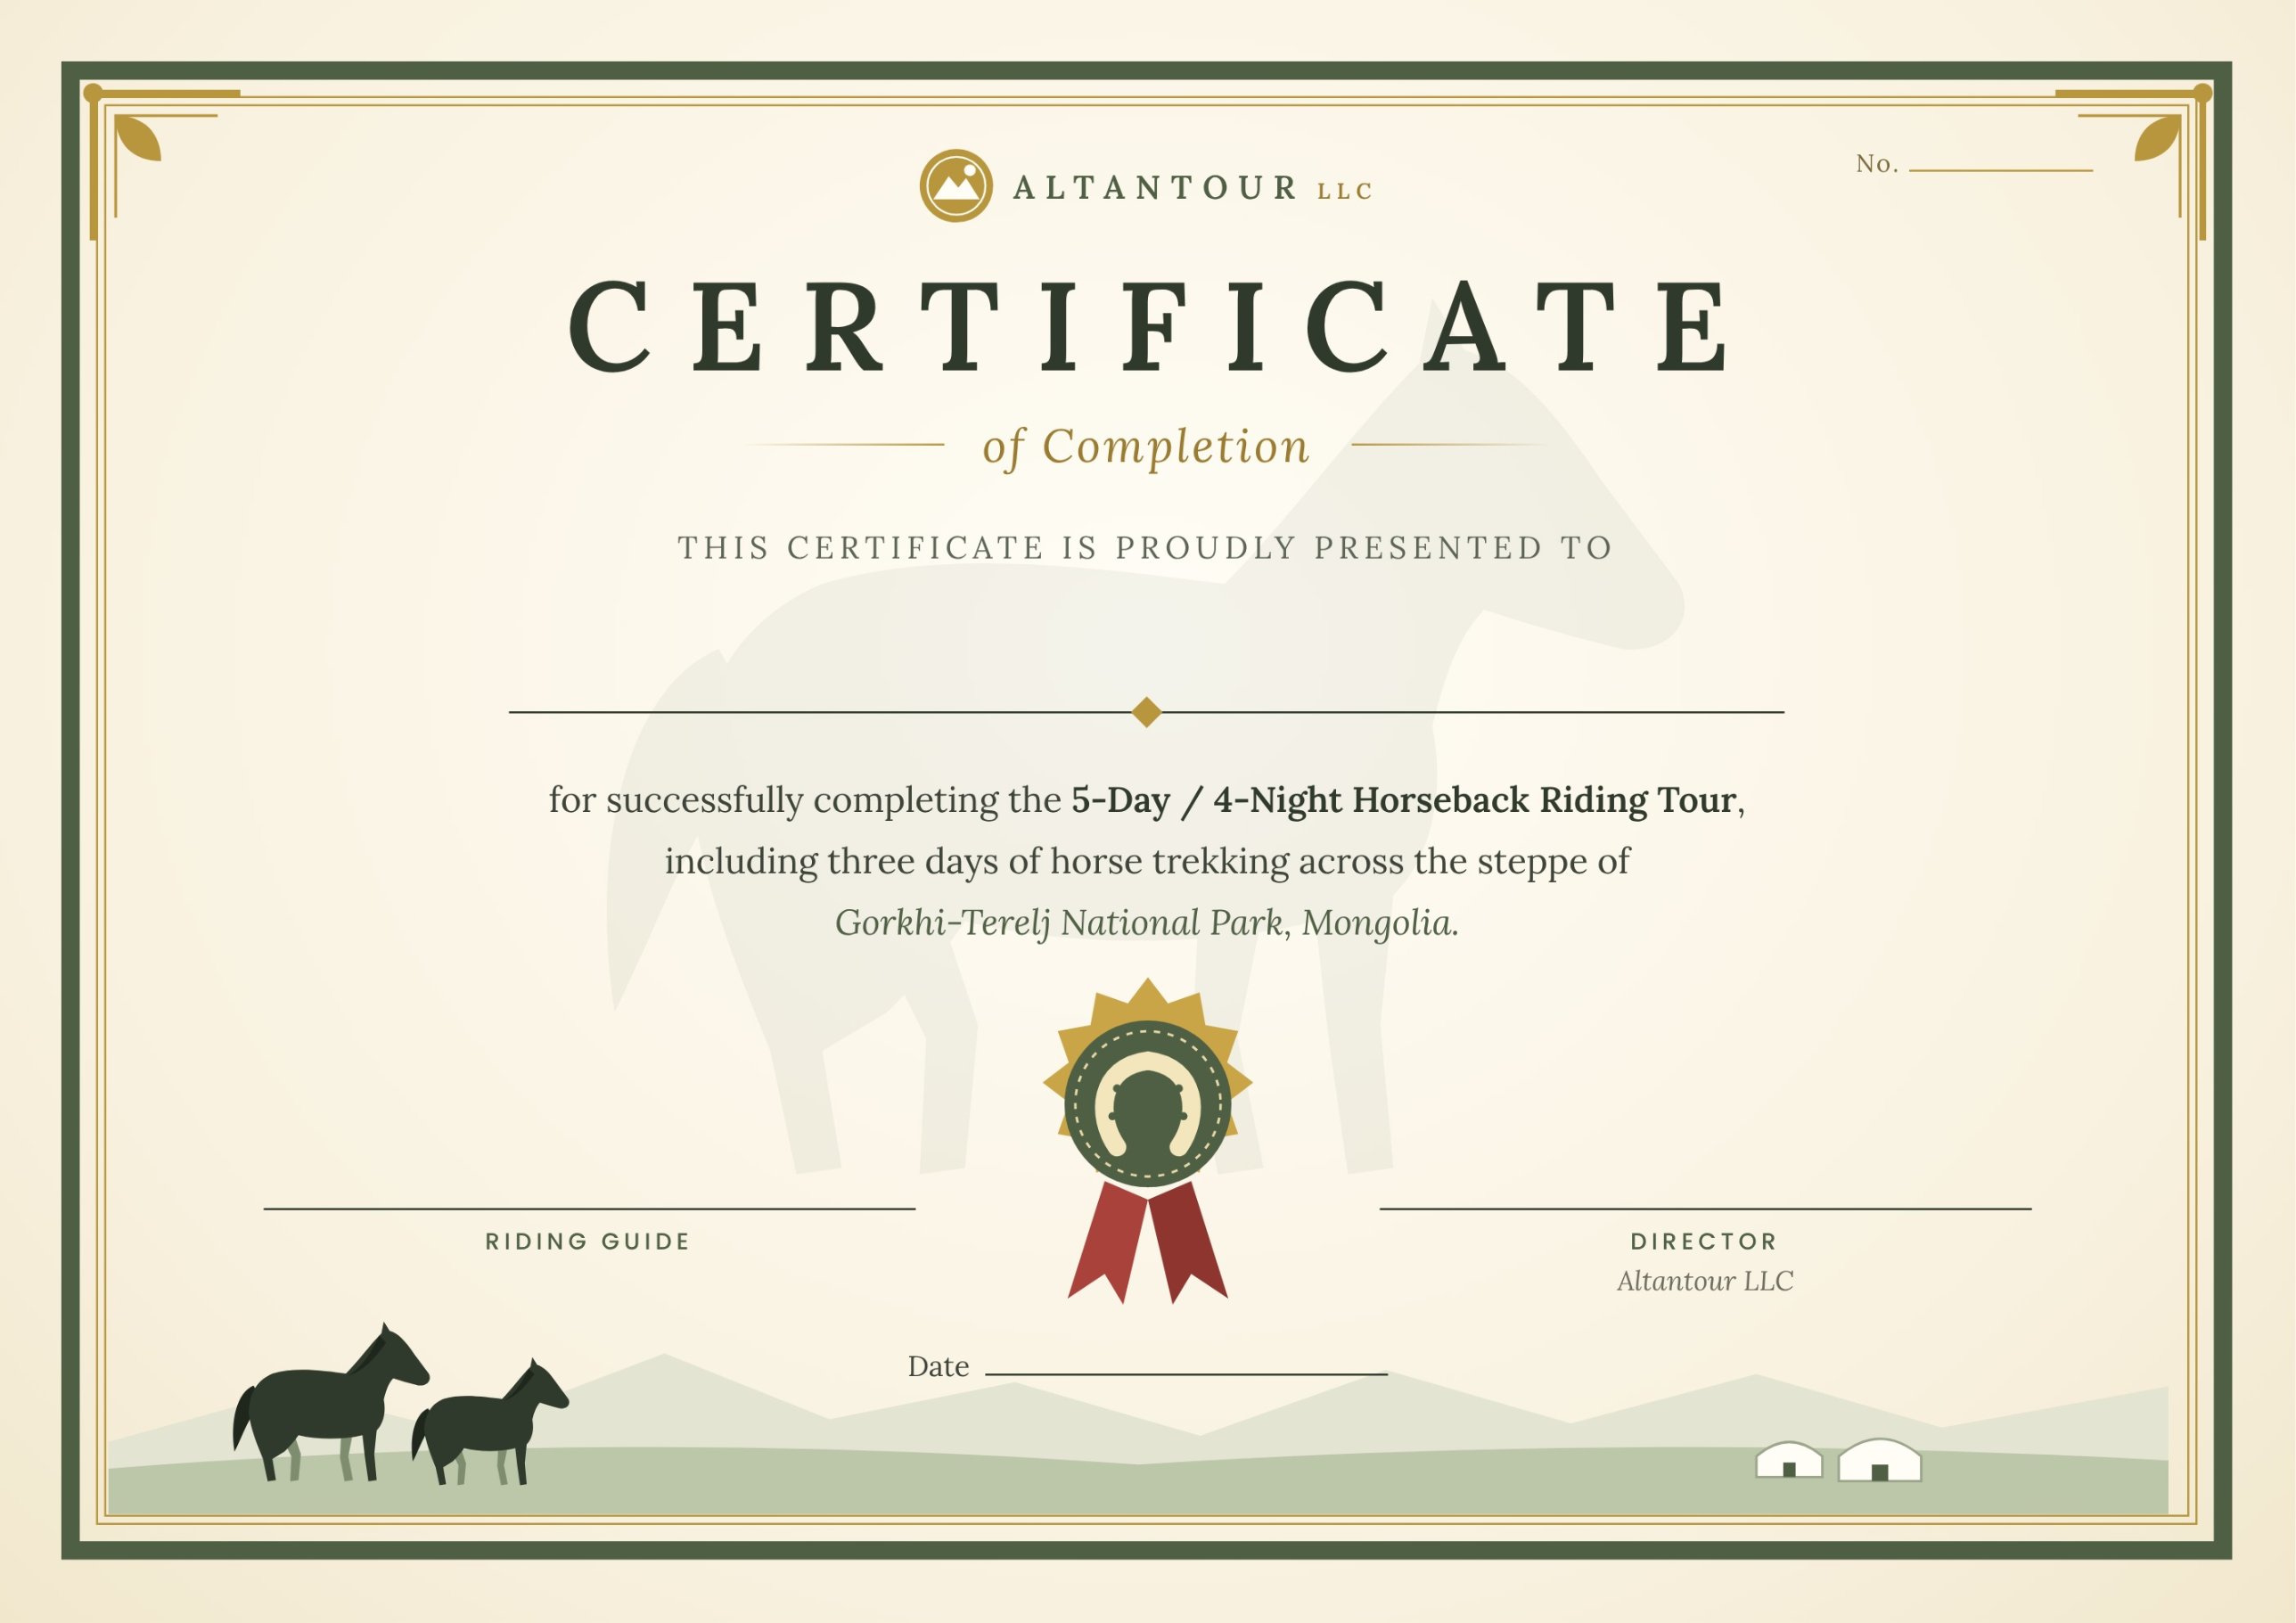 ALTANTOUR LLC
No.
CERTIFICATE
of Completion
THIS CERTIFICATE IS PROUDLY PRESENTED TO
for successfully completing the 5-Day / 4-Night Horseback Riding Tour,
including three days of horse trekking across the steppe of
Gorkhi-Terelj National Park, Mongolia.
RIDING GUIDE
DIRECTOR
Altantour LLC
Date